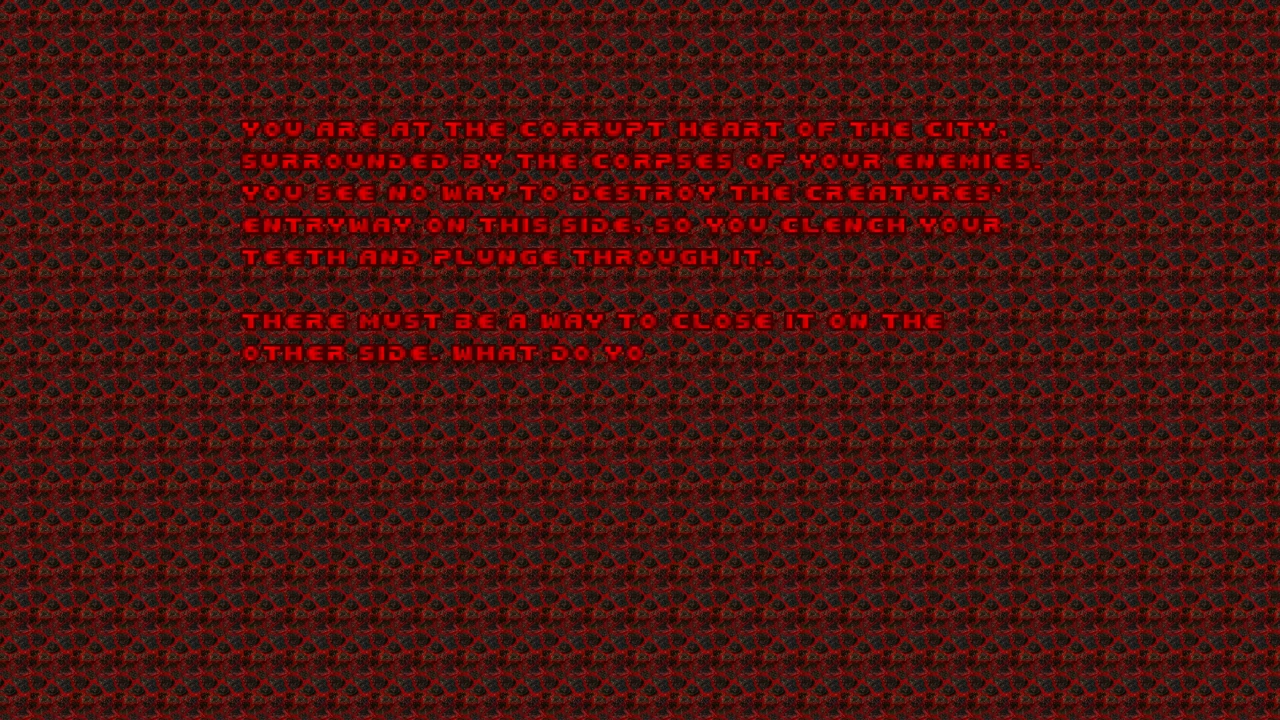 YOU ARE AT THE CORRUPT HEART OF THE CITY,
SURROUNDED BY THE CORPSES OF YOUR ENEMIES.
YOU SEE NO WAY TO DESTROY THE CREATURES'
ENTRYWAY ON THIS SIDE, SO YOU CLENCH YOUR
TEETH AND PLUNGE THROUGH IT.
THERE MUST BE A WAY TO CLOSE IT ON THE
OTHER SIDE. WHAT DO YO